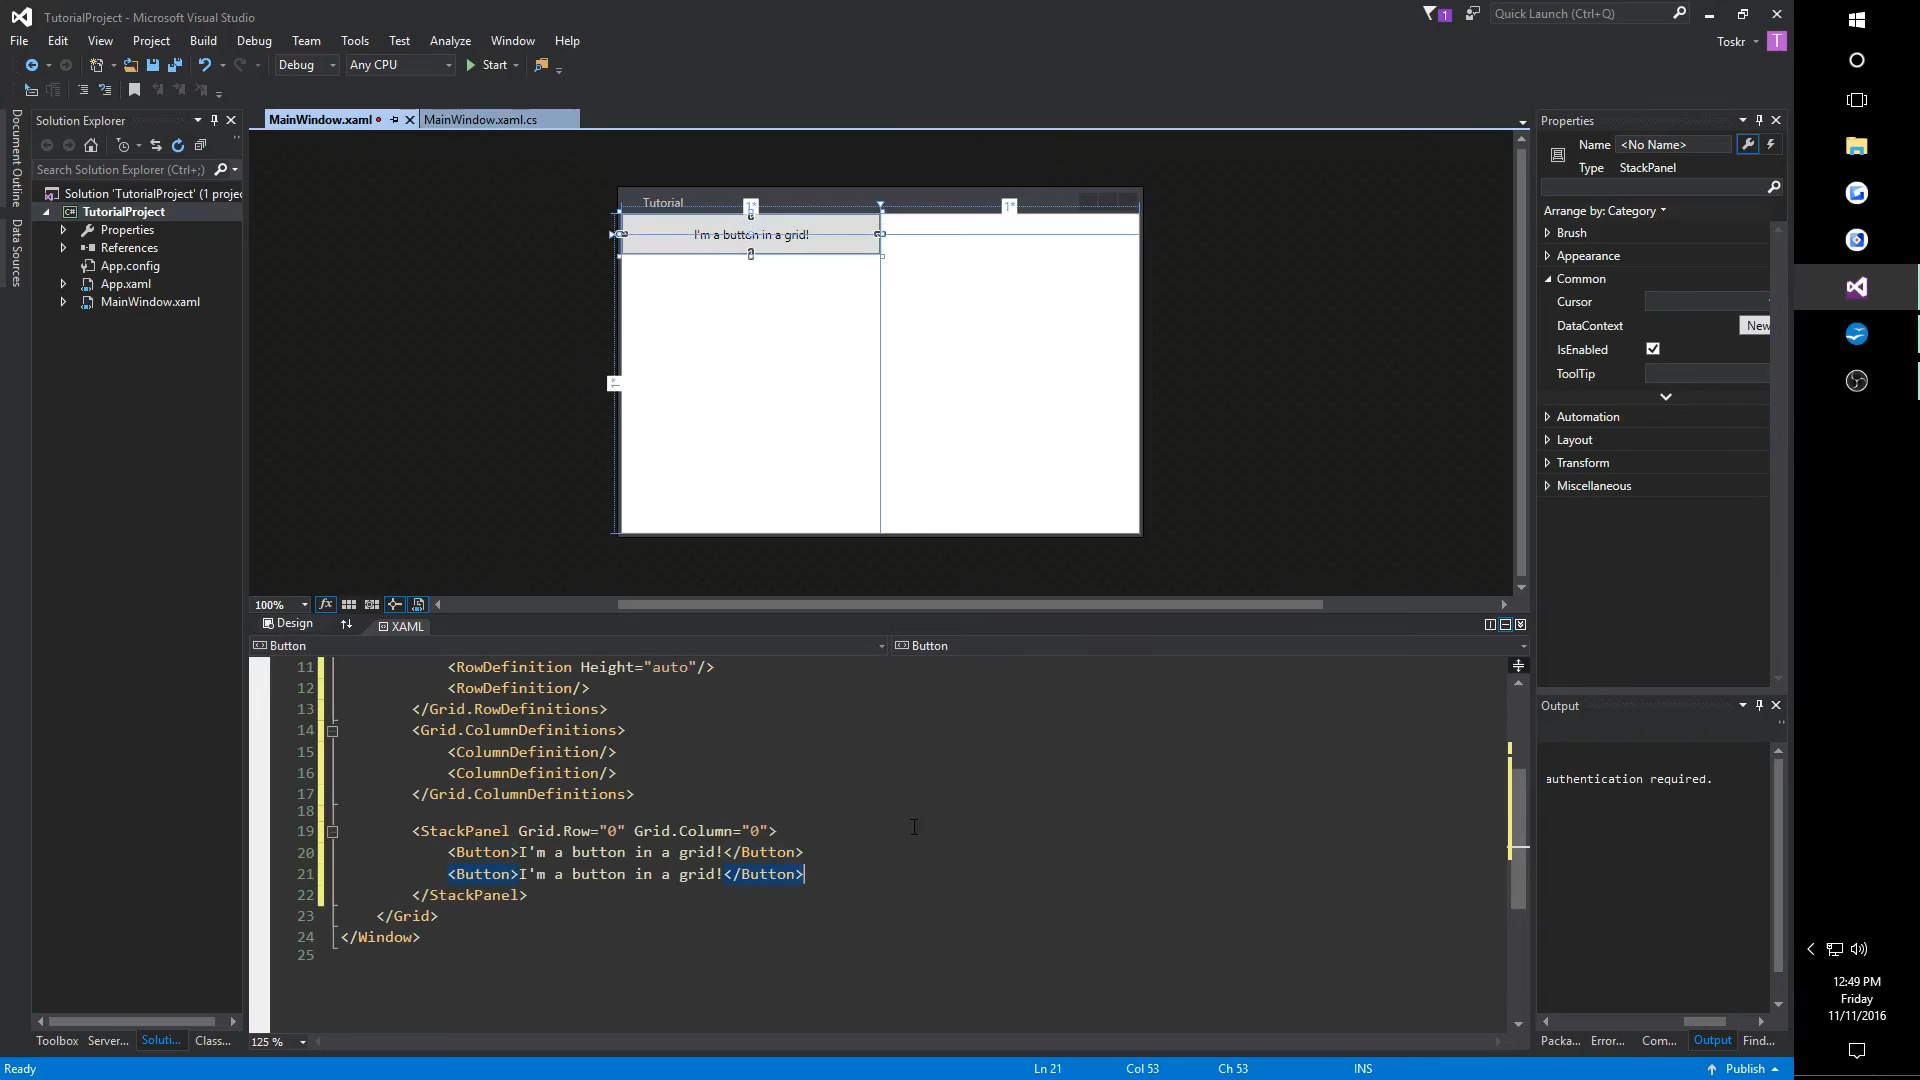 TutorialProject - Microsoft Visual Studio
1
Quick Launch (Ctrl+Q)
File Edit View Project Build Debug Team Tools Test Analyze Window Help
Toskr T
Debug Any CPU Start
Document Outline
Data Sources
Solution Explorer
Search Solution Explorer (Ctrl+;)
Solution 'TutorialProject' (1 projec
C# TutorialProject
Properties
References
App.config
App.xaml
MainWindow.xaml
MainWindow.xaml MainWindow.xaml.cs
Tutorial
1* 1*
I'm a button in a grid!
1*
100% fx
Design XAML
Button Button
11 <RowDefinition Height="auto"/>
12 <RowDefinition/>
13 </Grid.RowDefinitions>
14 <Grid.ColumnDefinitions>
15 <ColumnDefinition/>
16 <ColumnDefinition/>
17 </Grid.ColumnDefinitions>
18
19 <StackPanel Grid.Row="0" Grid.Column="0">
20 <Button>I'm a button in a grid!</Button>
21 <Button>I'm a button in a grid!</Button>
22 </StackPanel>
23 </Grid>
24 </Window>
25
125 %
Toolbox Server... Soluti... Class...
Properties
Name <No Name>
Type StackPanel
Arrange by: Category
Brush
Appearance
Common
Cursor
DataContext New
IsEnabled
ToolTip
Automation
Layout
Transform
Miscellaneous
Output
authentication required.
Packa... Error... Com... Output Find...
Ready Ln 21 Col 53 Ch 53 INS Publish
12:49 PM
Friday
11/11/2016